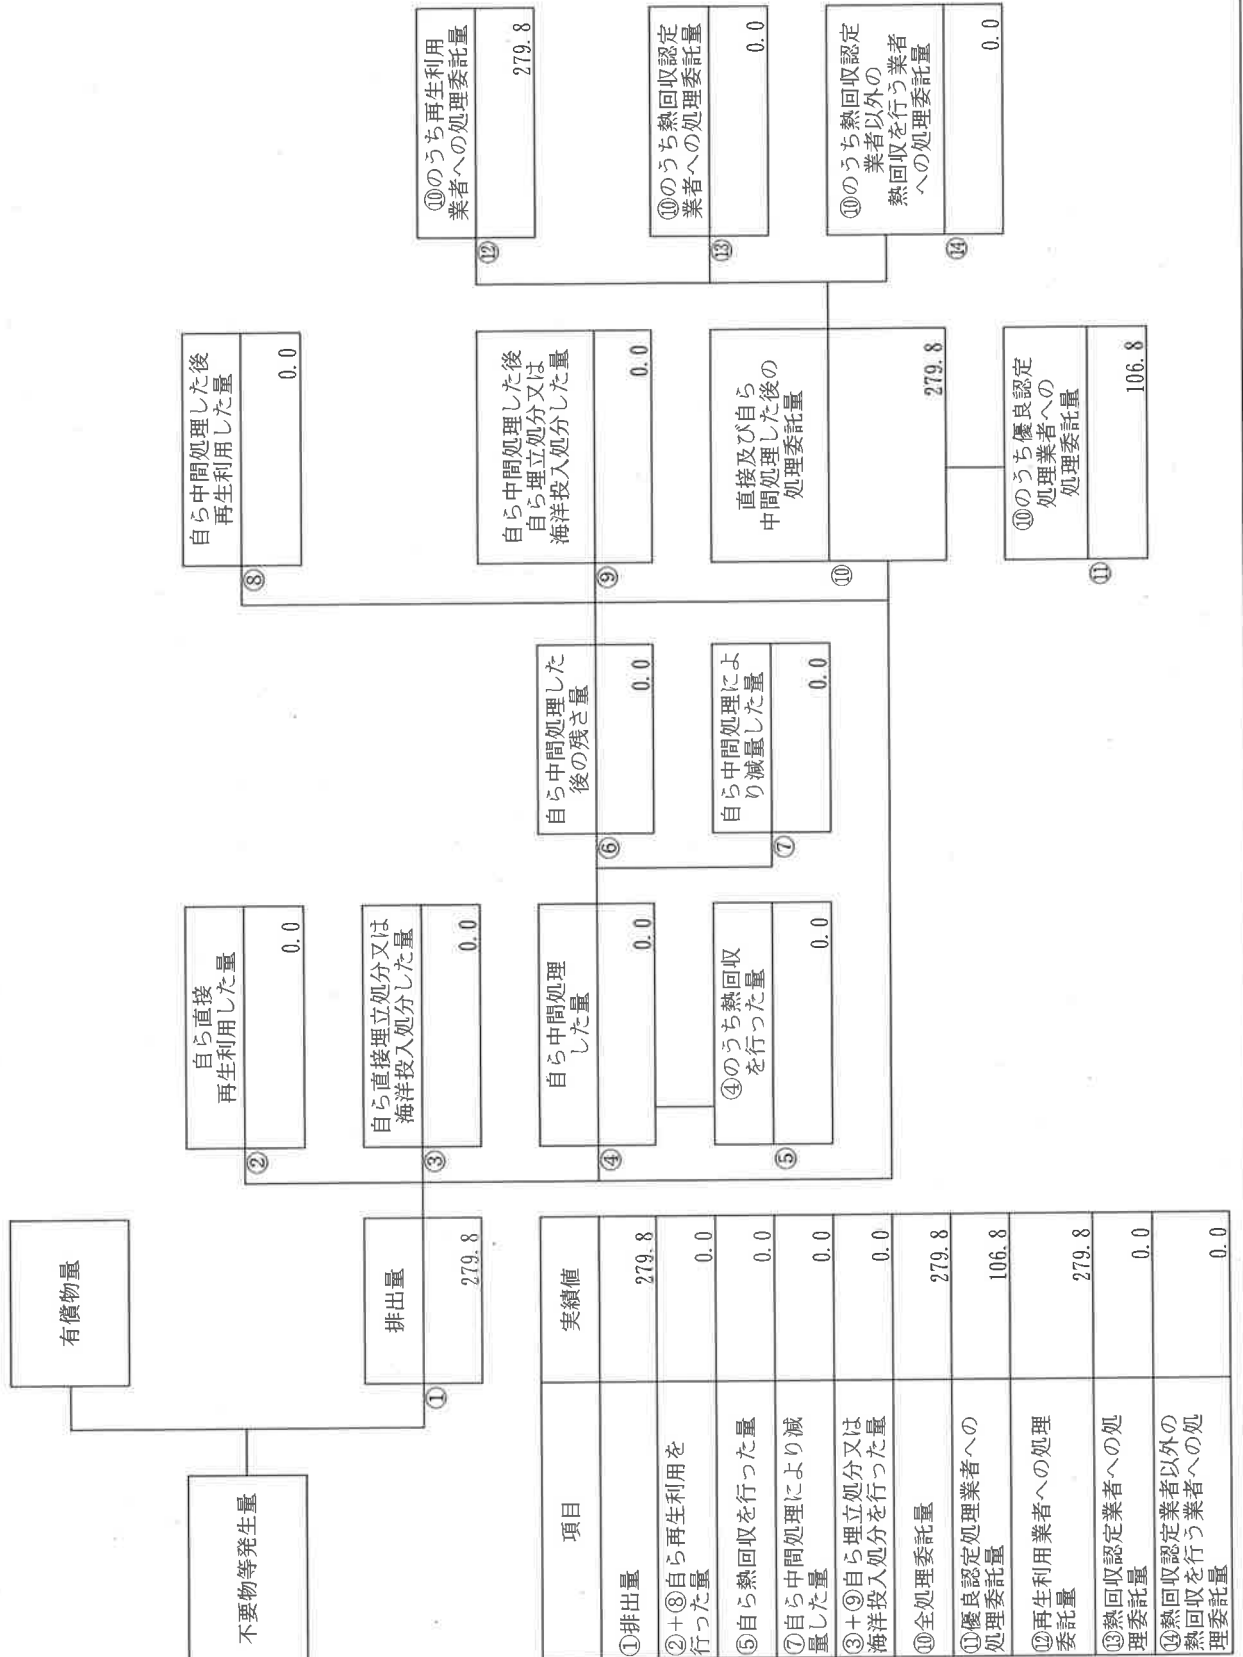 不要物等発生量
有償物量
①
排出量
279.8
②
自ら直接
再生利用した量
0.0
③
自ら直接埋立処分又は
海洋投入処分した量
0.0
④
自ら中間処理
した量
0.0
⑤
④のうち熱回収
を行った量
0.0
⑥
自ら中間処理した
後の残さ量
0.0
⑦
自ら中間処理によ
り減量した量
0.0
⑧
自ら中間処理した後
再生利用した量
0.0
⑨
自ら中間処理した後
自ら埋立処分又は
海洋投入処分した量
0.0
⑩
直接及び自ら
中間処理した後の
処理委託量
279.8
⑪
⑩のうち優良認定
処理業者への
処理委託量
106.8
⑫
⑩のうち再生利用
業者への処理委託量
279.8
⑬
⑩のうち熱回収認定
業者への処理委託量
0.0
⑭
⑩のうち熱回収認定
業者以外の
熱回収を行う業者
への処理委託量
0.0
項目 実績値
①排出量 279.8
②+⑧自ら再生利用を
行った量 0.0
⑤自ら熱回収を行った量 0.0
⑦自ら中間処理により減
量した量 0.0
③+⑨自ら埋立処分又は
海洋投入処分を行った量 0.0
⑩全処理委託量 279.8
⑪優良認定処理業者への
処理委託量 106.8
⑫再生利用業者への処理
委託量 279.8
⑬熱回収認定業者への処
理委託量 0.0
⑭熱回収認定業者以外の
熱回収を行う業者への処
理委託量 0.0